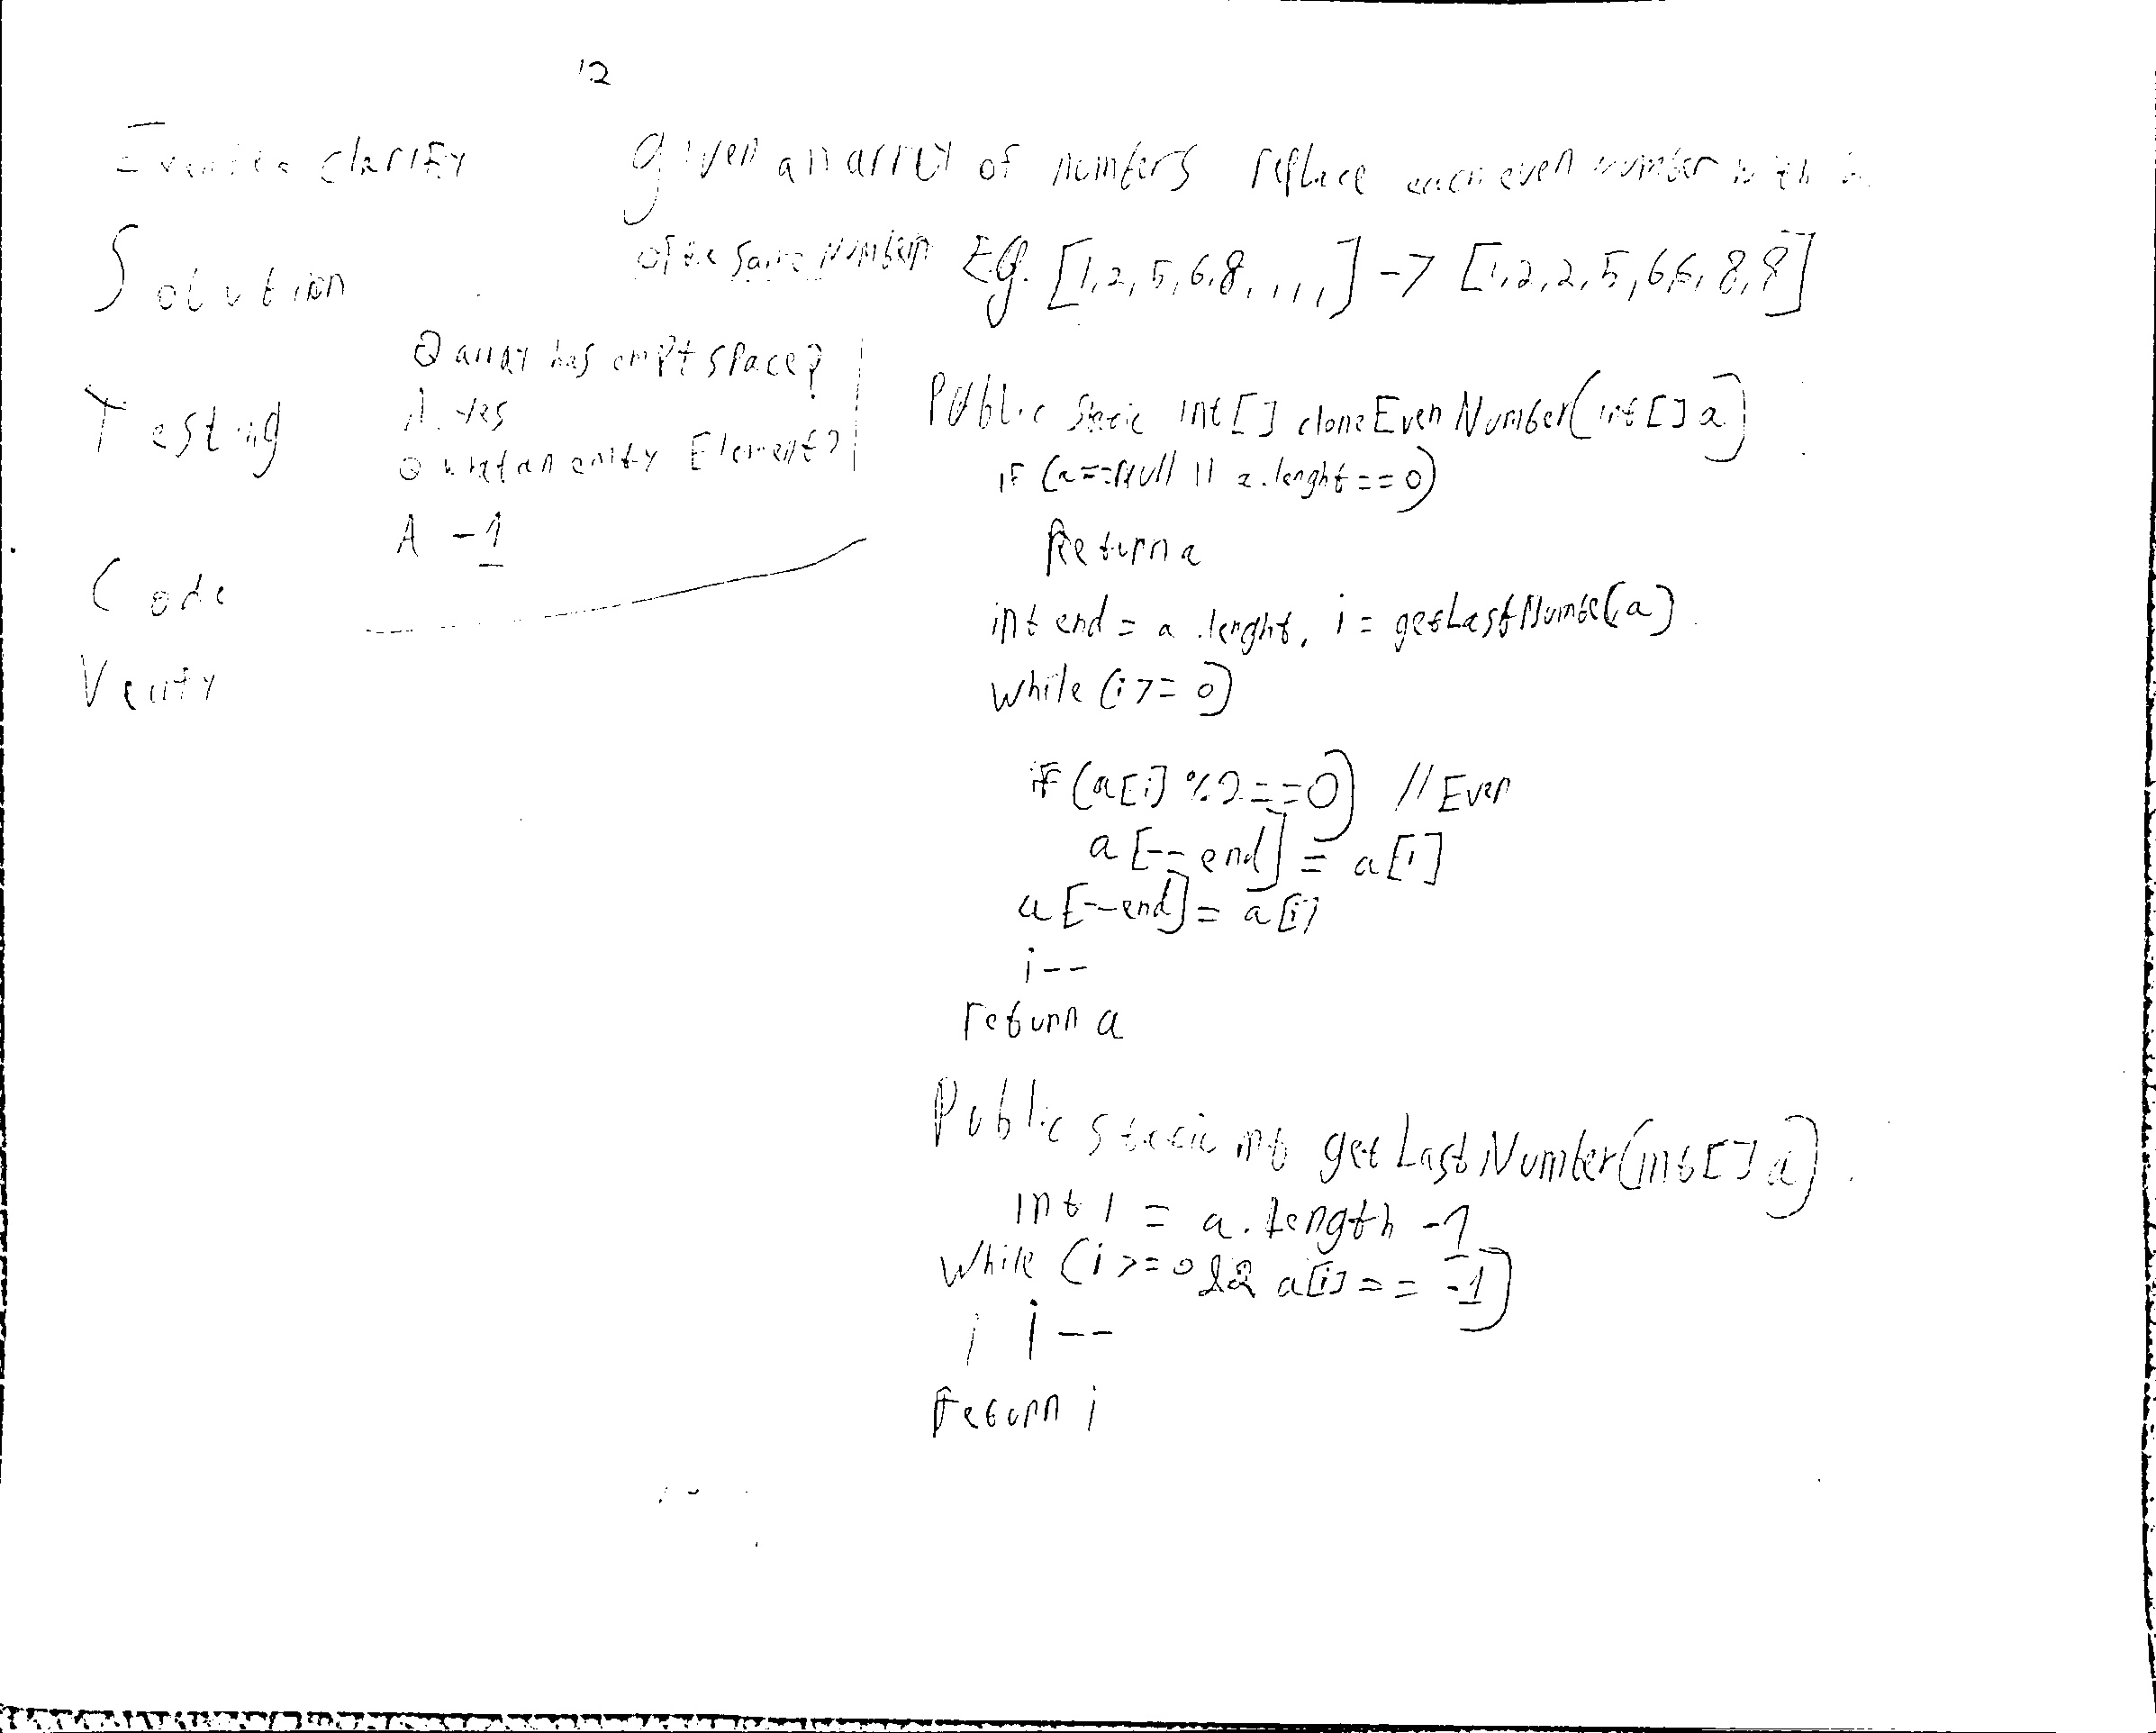 12
clarify
Given an array of numbers replace each even number with 2
of the same number Eg. [1,2,5,6,8,,,,] -> [1,2,2,5,6,6,8,8]
Solution
Q array has empt space?
A. yes
Testing
Q what an emty Element?
A -1
Code
Verify
Public static int[] cloneEvenNumber(int[] a)
if (a==Null || a.lenght==0)
Return a
int end = a.lenght, i = getLastNumbe(a)
while (i >= 0)
if (a[i] %2==0) // Even
a [--end] = a[i]
a [--end] = a[i]
i--
return a
Public static int getLastNumber(int[] a)
int i = a.length -1
while (i >= 0 && a[i] == -1)
i--
return i